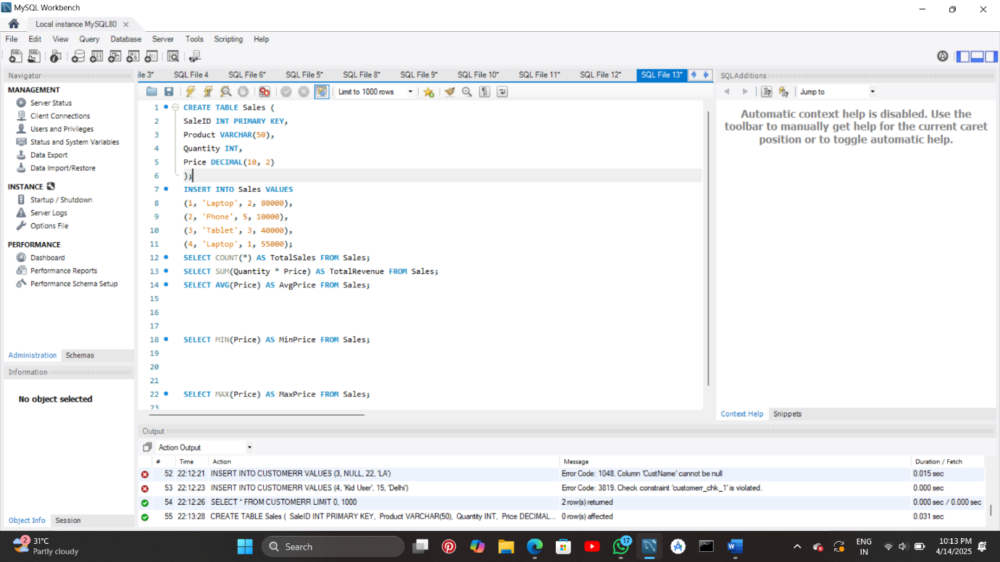 MySQL Workbench
Local instance MySQL80
File Edit View Query Database Server Tools Scripting Help
Navigator
MANAGEMENT
Server Status
Client Connections
Users and Privileges
Status and System Variables
Data Export
Data Import/Restore
INSTANCE
Startup / Shutdown
Server Logs
Options File
PERFORMANCE
Dashboard
Performance Reports
Performance Schema Setup
Administration Schemas
Information
No object selected
Object Info Session
ile 3* SQL File 4 SQL File 6* SQL File 5* SQL File 8* SQL File 9* SQL File 10* SQL File 11* SQL File 12* SQL File 13*
Limit to 1000 rows
1 CREATE TABLE Sales (
2 SaleID INT PRIMARY KEY,
3 Product VARCHAR(50),
4 Quantity INT,
5 Price DECIMAL(10, 2)
6 );
7 INSERT INTO Sales VALUES
8 (1, 'Laptop', 2, 80000),
9 (2, 'Phone', 5, 10000),
10 (3, 'Tablet', 3, 40000),
11 (4, 'Laptop', 1, 55000);
12 SELECT COUNT(*) AS TotalSales FROM Sales;
13 SELECT SUM(Quantity * Price) AS TotalRevenue FROM Sales;
14 SELECT AVG(Price) AS AvgPrice FROM Sales;
15
16
17
18 SELECT MIN(Price) AS MinPrice FROM Sales;
19
20
21
22 SELECT MAX(Price) AS MaxPrice FROM Sales;
23
SQLAdditions
Jump to
Automatic context help is disabled. Use the
toolbar to manually get help for the current caret
position or to toggle automatic help.
Context Help Snippets
Output
Action Output
# Time Action Message Duration / Fetch
52 22:12:21 INSERT INTO CUSTOMERR VALUES (3, NULL, 22, 'LA') Error Code: 1048. Column 'CustName' cannot be null 0.015 sec
53 22:12:23 INSERT INTO CUSTOMERR VALUES (4, 'Kid User', 15, 'Delhi') Error Code: 3819. Check constraint 'customerr_chk_1' is violated. 0.000 sec
54 22:12:26 SELECT * FROM CUSTOMERR LIMIT 0, 1000 2 row(s) returned 0.000 sec / 0.000 sec
55 22:13:28 CREATE TABLE Sales ( SaleID INT PRIMARY KEY, Product VARCHAR(50), Quantity INT, Price DECIMAL... 0 row(s) affected 0.031 sec
2
31°C
Partly cloudy
Search
17
ENG
IN
10:13 PM
4/14/2025